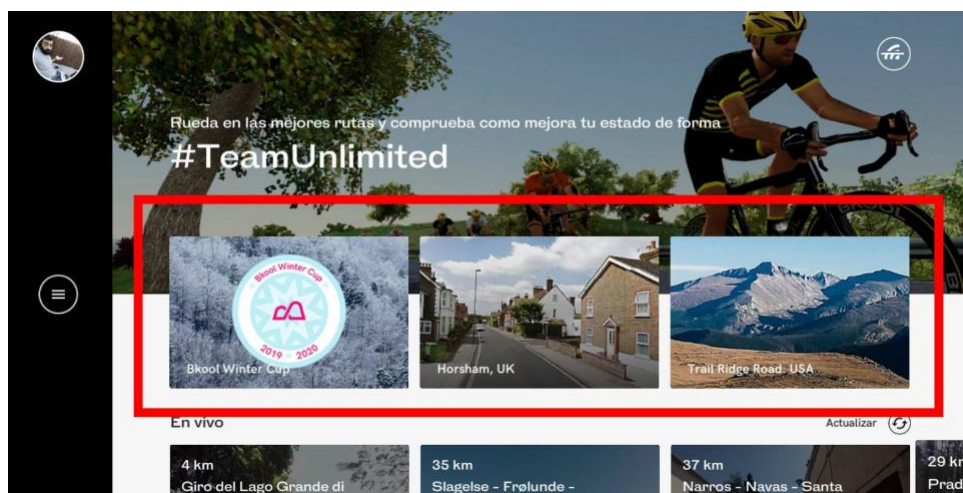 Rueda en las mejores rutas y comprueba como mejora tu estado de forma
#TeamUnlimited
Bkool Winter Cup
2019 2020
Bkool Winter Cup
Horsham, UK
Trail Ridge Road. USA
En vivo
Actualizar
4 km
Giro del Lago Grande di
35 km
Slagelse - Frølunde -
37 km
Narros - Navas - Santa
29 km
Prad